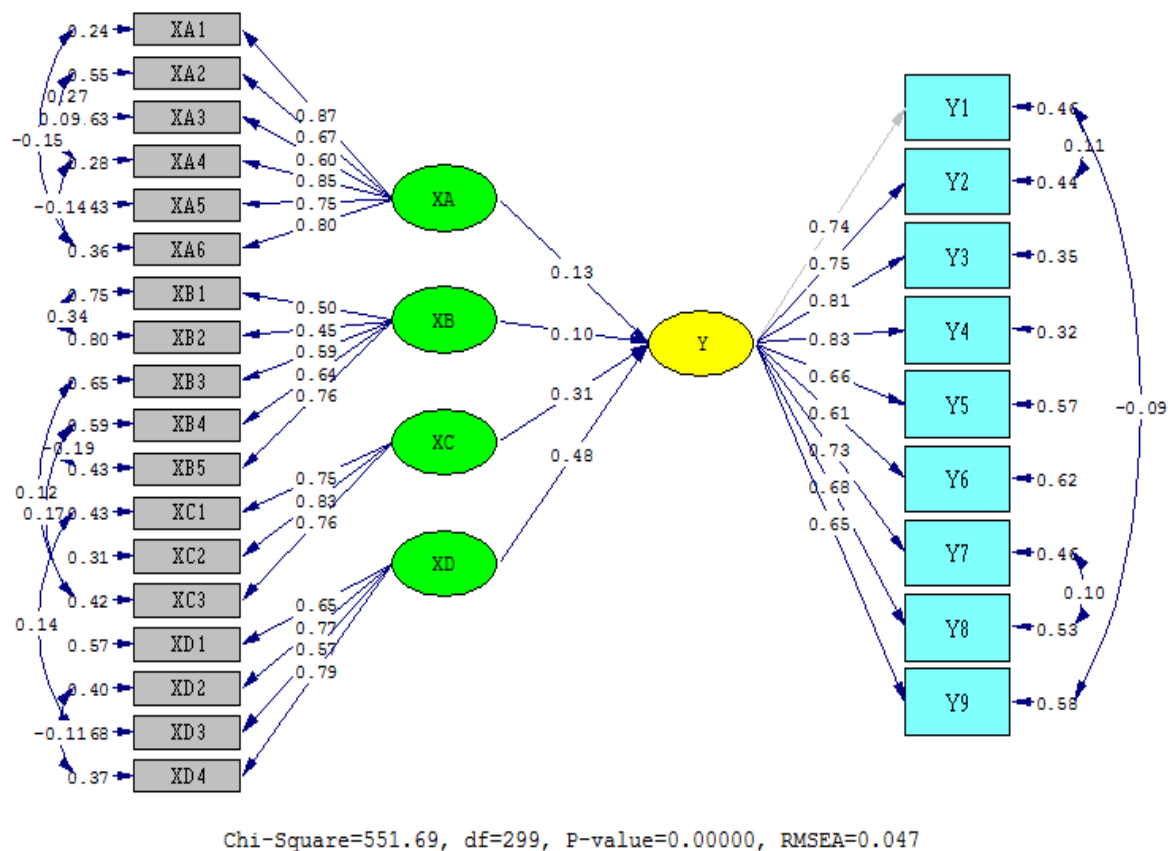 0.24 XA1
0.55 XA2
0.27
0.09.63 XA3
-0.15
0.28 XA4
-0.1443 XA5
0.36 XA6
0.75 XB1
0.34
0.80 XB2
0.65 XB3
0.59 XB4
-0.19
0.43 XB5
0.12
0.170.43 XC1
0.31 XC2
0.42 XC3
0.14
0.57 XD1
0.40 XD2
-0.1168 XD3
0.37 XD4
0.87
0.67
0.60
0.85
0.75
0.80
XA
0.50
0.45
0.59
0.64
0.76
XB
0.75
0.83
0.76
XC
0.65
0.77
0.57
0.79
XD
0.13
0.10
0.31
0.48
Y
0.74
0.75
0.81
0.83
0.66
0.61
0.73
0.68
0.65
Y1 0.46
0.11
Y2 0.44
Y3 0.35
Y4 0.32
Y5 0.57
-0.09
Y6 0.62
Y7 0.46
0.10
Y8 0.53
Y9 0.58
Chi-Square=551.69, df=299, P-value=0.00000, RMSEA=0.047